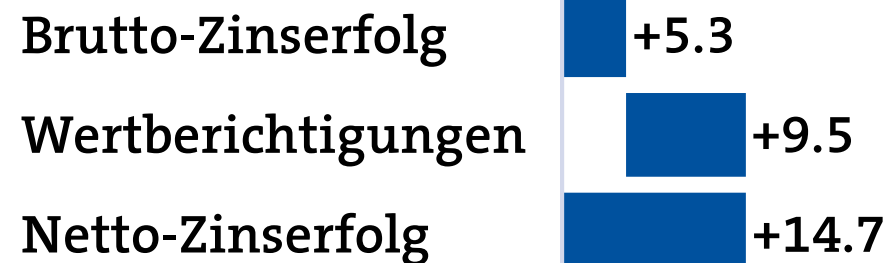 Brutto-Zinserfolg +5.3
Wertberichtigungen +9.5
Netto-Zinserfolg +14.7